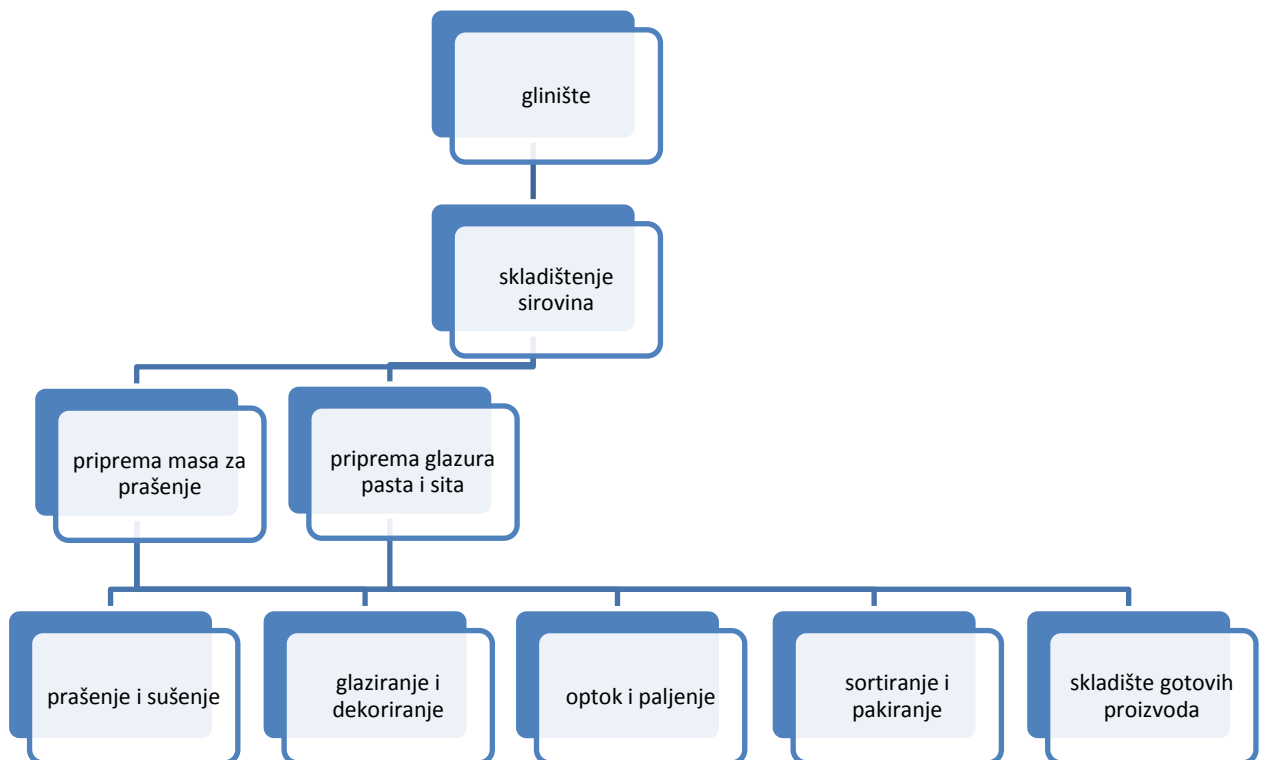 glinište
skladištenje
sirovina
priprema masa za
prašenje
priprema glazura
pasta i sita
prašenje i sušenje
glaziranje i
dekoriranje
optok i paljenje
sortiranje i
pakiranje
skladište gotovih
proizvoda